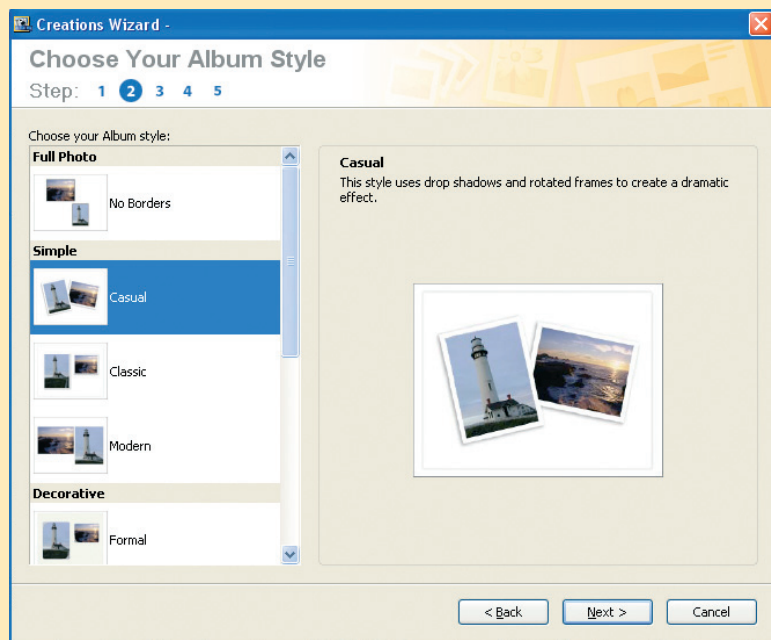 Creations Wizard -
Choose Your Album Style
Step: 1 2 3 4 5
Choose your Album style:
Full Photo
No Borders
Simple
Casual
Classic
Modern
Decorative
Formal
Casual
This style uses drop shadows and rotated frames to create a dramatic
effect.
< Back
Next >
Cancel